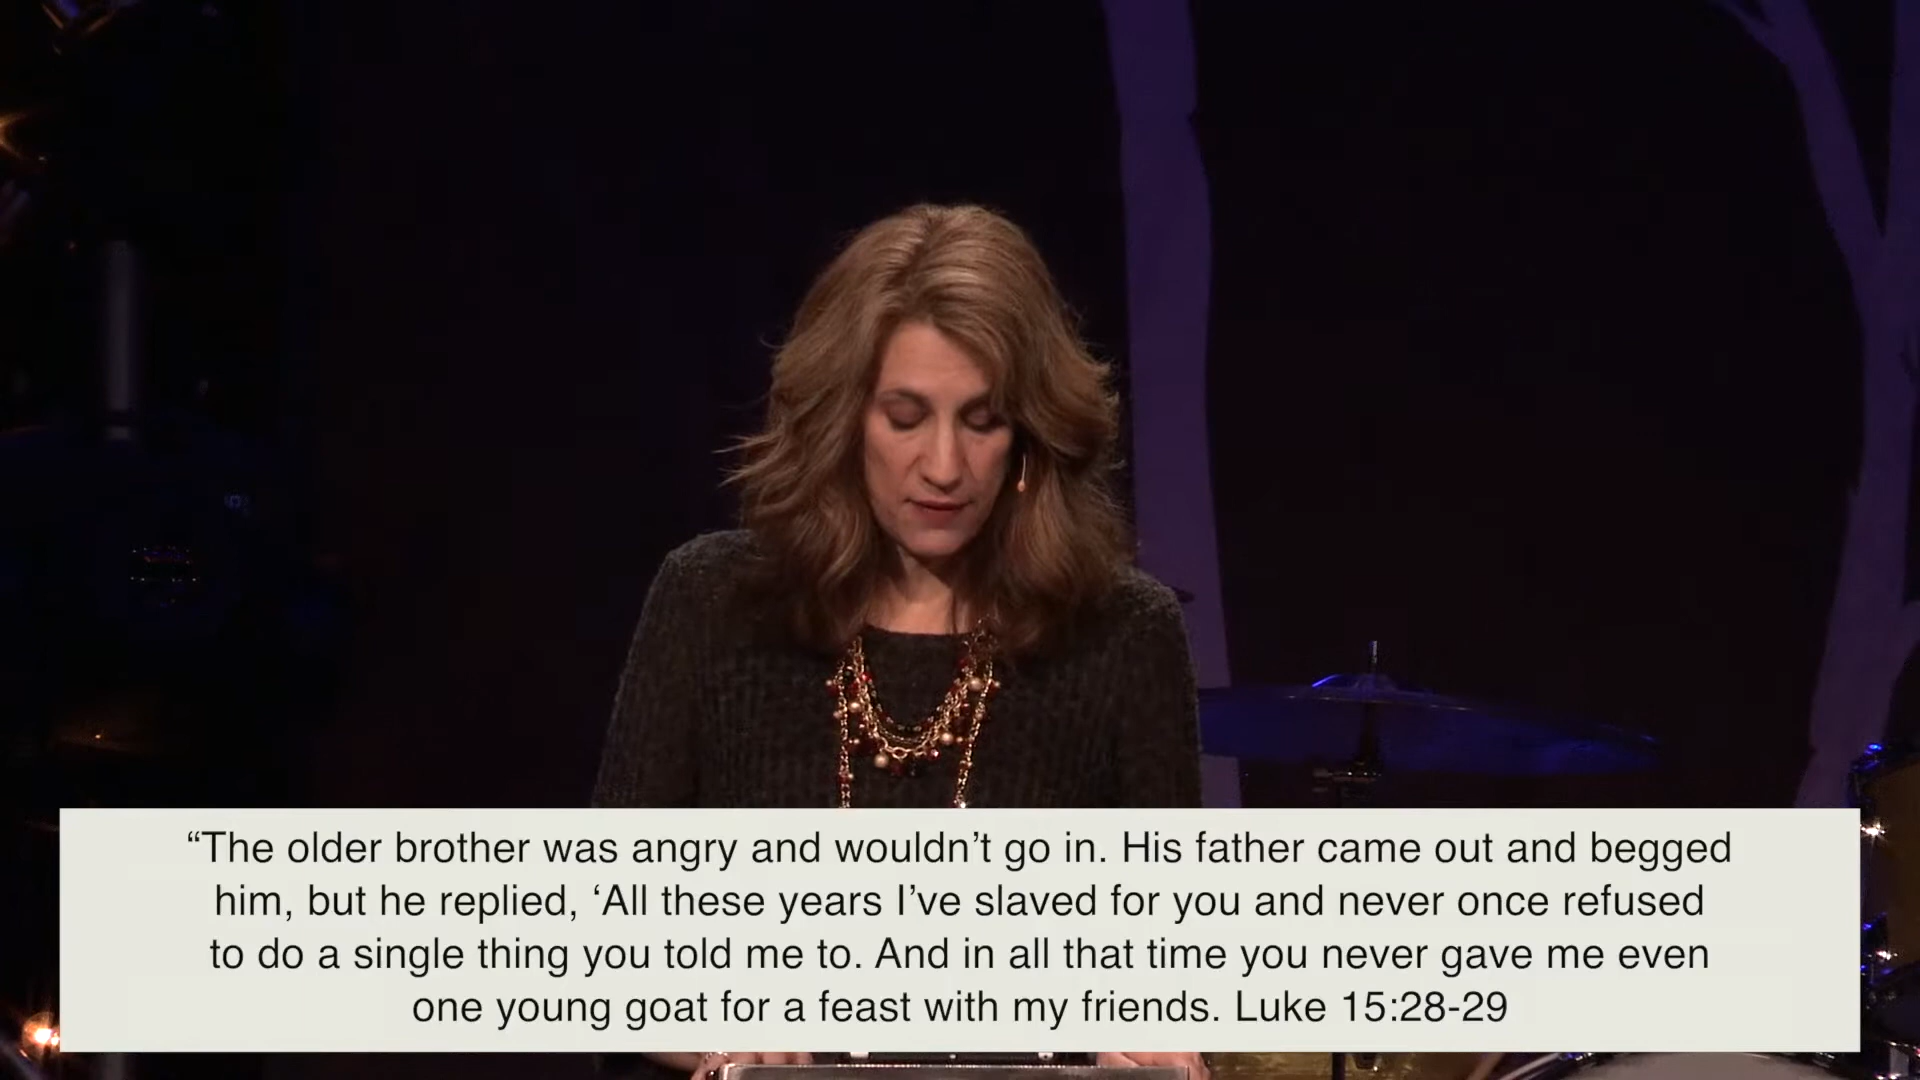 “The older brother was angry and wouldn’t go in. His father came out and begged
him, but he replied, ‘All these years I’ve slaved for you and never once refused
to do a single thing you told me to. And in all that time you never gave me even
one young goat for a feast with my friends. Luke 15:28-29